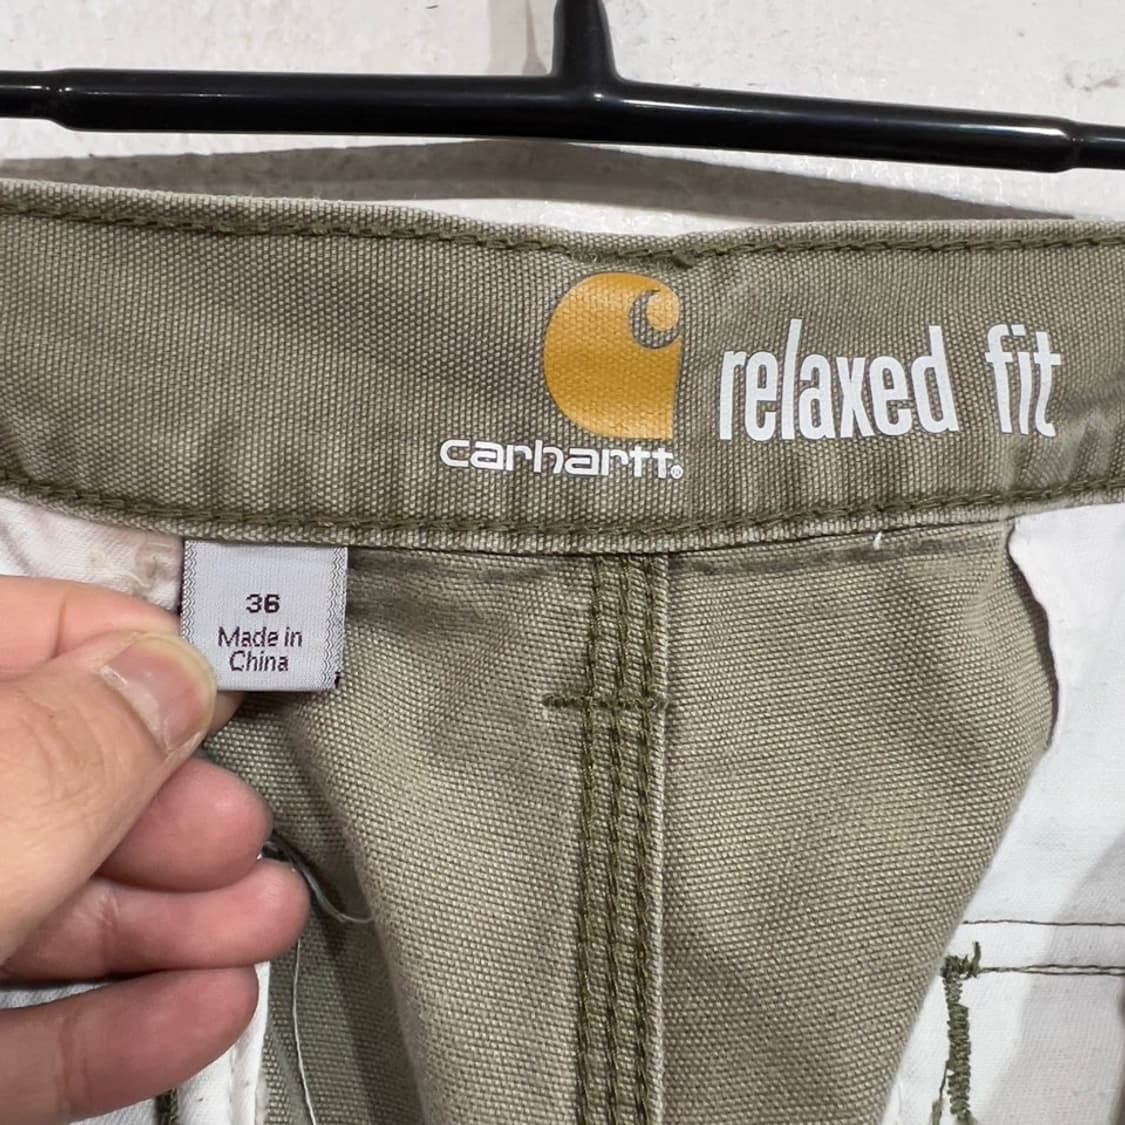 relaxed fit
carhartt®
36
Made in
China